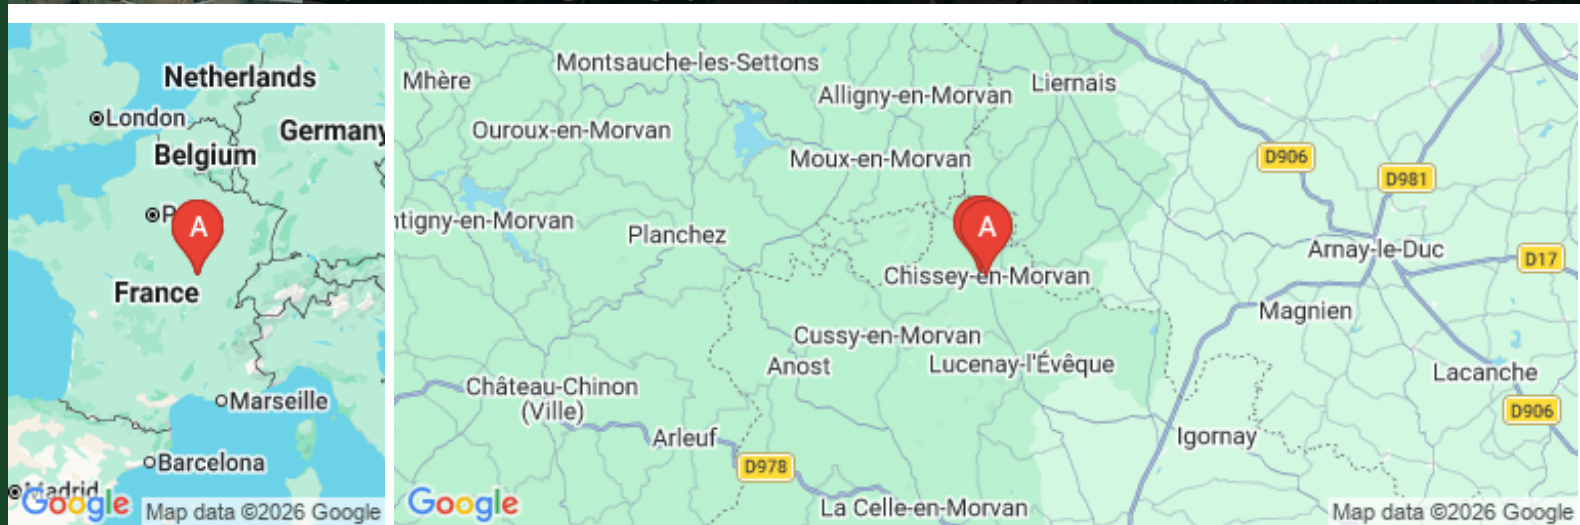 Netherlands
London
Germany
Belgium
P
A
France
Marseille
Barcelona
Madrid
Google
Map data ©2026 Google
Montsauche-les-Settons
Mhère
Liernais
Alligny-en-Morvan
Ouroux-en-Morvan
Moux-en-Morvan
D906
D981
ntigny-en-Morvan
Planchez
A
Arnay-le-Duc
D17
Chissey-en-Morvan
Magnien
Cussy-en-Morvan
Anost
Lucenay-l'Évêque
Lacanche
Château-Chinon
(Ville)
D906
Arleuf
Igornay
D978
La Celle-en-Morvan
Google
Map data ©2026 Google